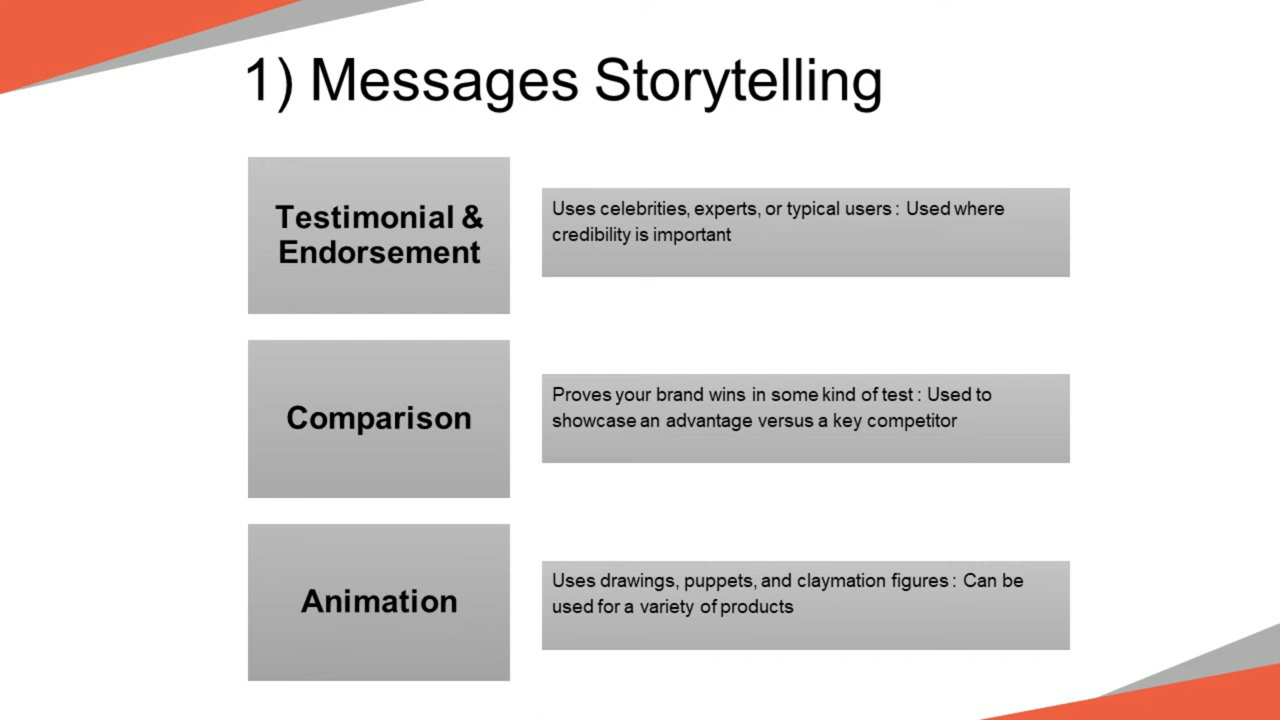 1) Messages Storytelling
Testimonial &
Endorsement
Uses celebrities, experts, or typical users : Used where
credibility is important
Comparison
Proves your brand wins in some kind of test : Used to
showcase an advantage versus a key competitor
Animation
Uses drawings, puppets, and claymation figures : Can be
used for a variety of products